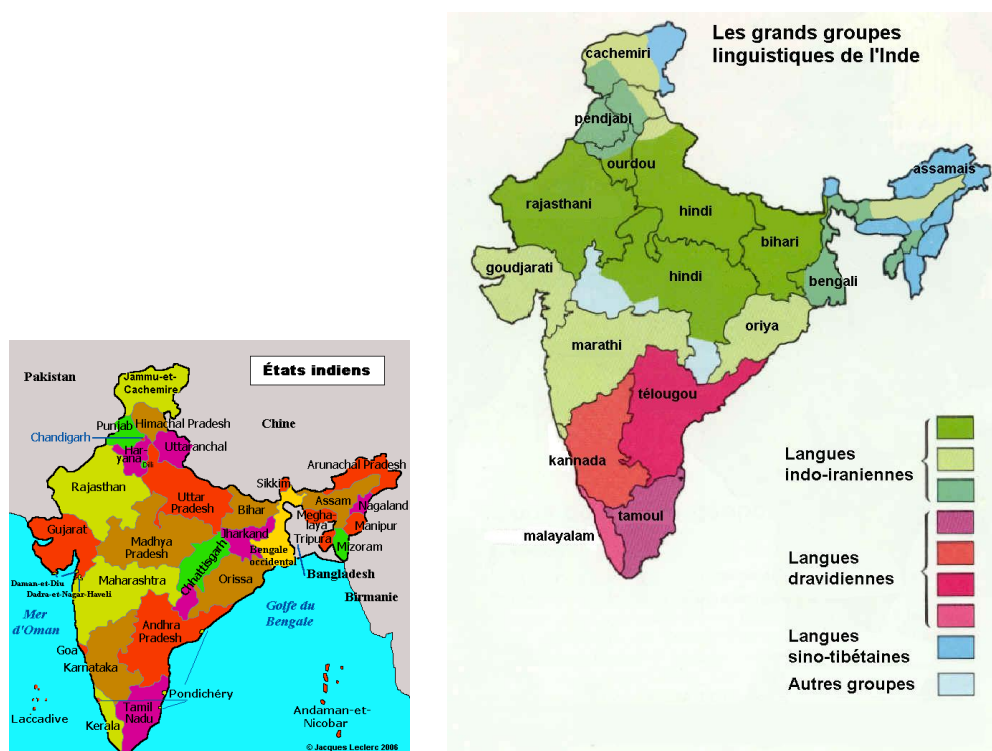 Les grands groupes
linguistiques de l'Inde
cachemiri
pendjabi
ourdou
rajasthani
hindi
assamais
bihari
goudjarati
hindi
bengali
oriya
marathi
télougou
kannada
tamoul
malayalam
Langues
indo-iraniennes
Langues
dravidiennes
Langues
sino-tibétaines
Autres groupes
États indiens
Pakistan
Jammu-et-
Cachemire
Chine
Punjab
Himachal Pradesh
Chandigarh
Uttaranchal
Har-
yana
Arunachal Pradesh
Rajasthan
Uttar
Pradesh
Sikkim
Bihar
Assam
Nagaland
Megha-
laya
Manipur
Gujarat
Madhya
Pradesh
Jharkand
Tripura
Mizoram
Bengale
occidental
Chhattisgarh
Bangladesh
Daman-et-Diu
Dadra-et-Nagar-Haveli
Maharashtra
Orissa
Birmanie
Mer
d'Oman
Golfe du
Bengale
Andhra
Pradesh
Goa
Karnataka
Pondichéry
Laccadive
Tamil
Nadu
Kerala
Andaman-et-
Nicobar
© Jacques Leclerc 2006